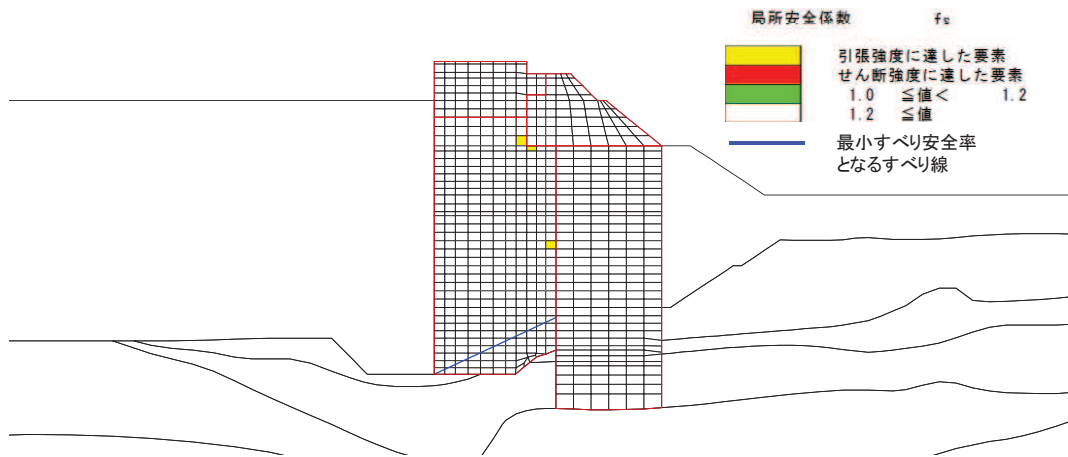 局所安全係数 fs
引張強度に達した要素
せん断強度に達した要素
1.0 ≦値< 1.2
1.2 ≦値
最小すべり安全率
となるすべり線